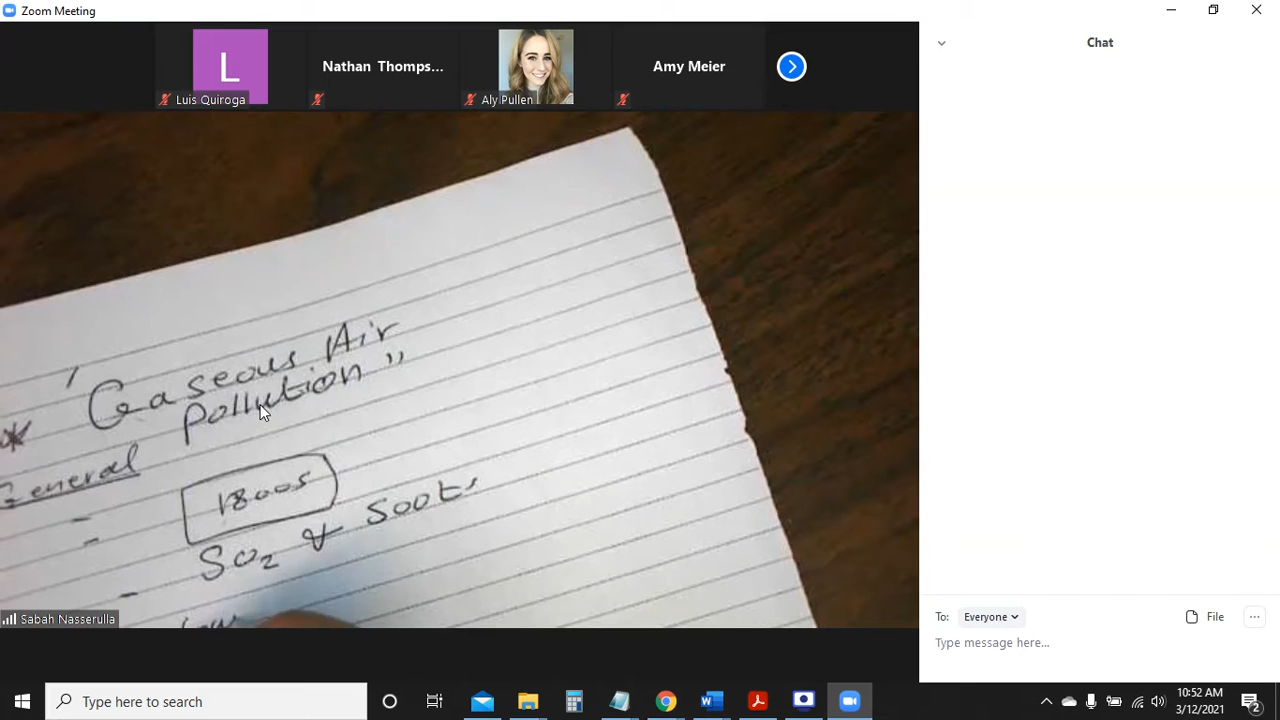 Zoom Meeting
L
Luis Quiroga
Nathan Thomps...
Aly Pullen
Amy Meier
Chat
"Gaseous Air
Pollution"
General
1800s
SO2 & Soot.
Sabah Nasserulla
To: Everyone
File
Type message here...
Type here to search
10:52 AM
3/12/2021
2